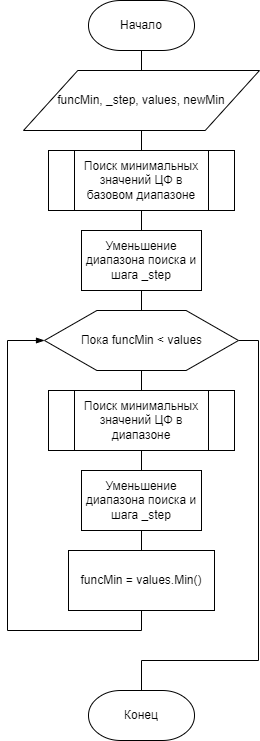 Начало
funcMin, _step, values, newMin
Поиск минимальных
значений ЦФ в
базовом диапазоне
Уменьшение
диапазона поиска и
шага _step
Пока funcMin < values
Поиск минимальных
значений ЦФ в
диапазоне
Уменьшение
диапазона поиска и
шага _step
funcMin = values.Min()
Конец